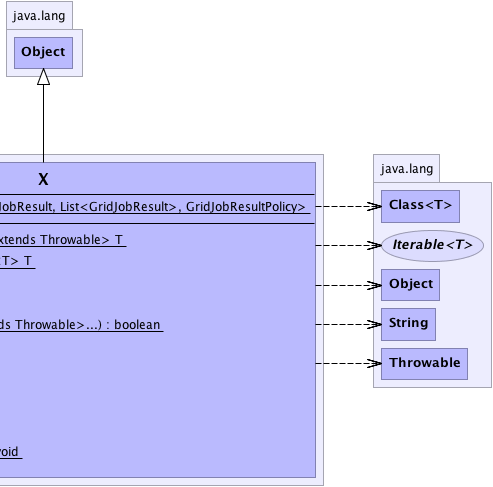 java.lang
Object
X
JobResult, List<GridJobResult>, GridJobResultPolicy>
java.lang
Class<T>
extends Throwable> T
Iterable<T>
T> T
Object
ds Throwable>...) : boolean
String
Throwable
void